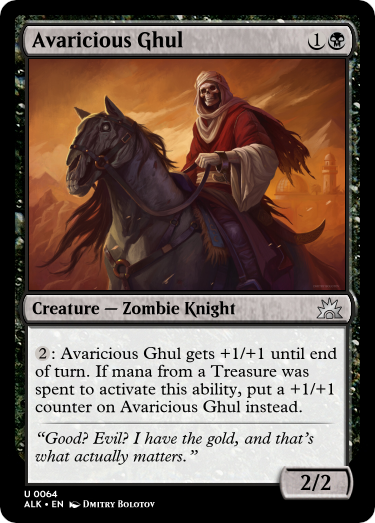 Avaricious Ghul 1
Creature — Zombie Knight
2: Avaricious Ghul gets +1/+1 until end
of turn. If mana from a Treasure was
spent to activate this ability, put a +1/+1
counter on Avaricious Ghul instead.
“Good? Evil? I have the gold, and that’s
what actually matters.”
2/2
U 0064
ALK • EN Dmitry Bolotov